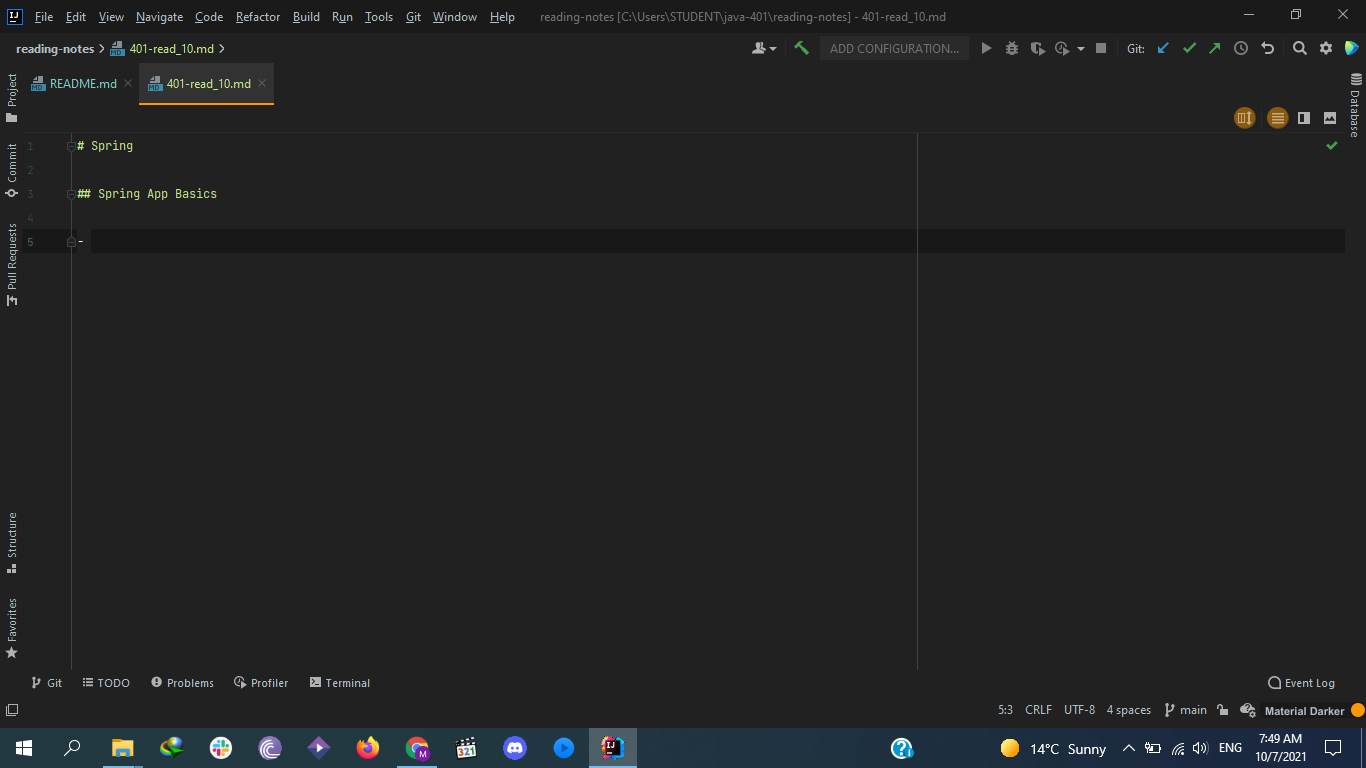 File Edit View Navigate Code Refactor Build Run Tools Git Window Help reading-notes [C:\Users\STUDENT\java-401\reading-notes] - 401-read_10.md
reading-notes 401-read_10.md ADD CONFIGURATION... Git:
README.md 401-read_10.md
Project
Commit
Pull Requests
Structure
Favorites
Database
1 # Spring
2
3 ## Spring App Basics
4
5 -
Git TODO Problems Profiler Terminal Event Log
5:3 CRLF UTF-8 4 spaces main Material Darker
14°C Sunny ENG 7:49 AM
10/7/2021